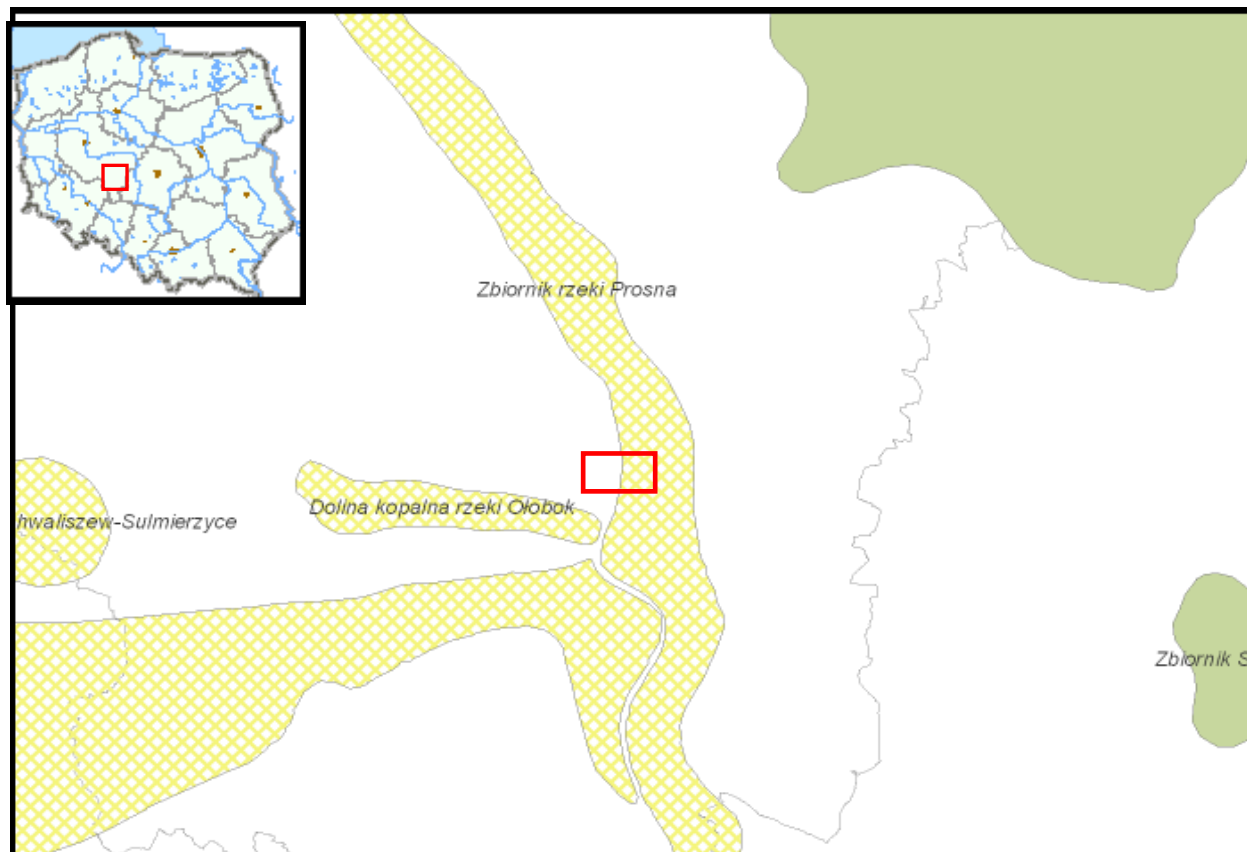 Zbiornik rzeki Prosna
Dolina kopalna rzeki Ołobok
hwaliszew-Sulmierzyce
Zbiornik S